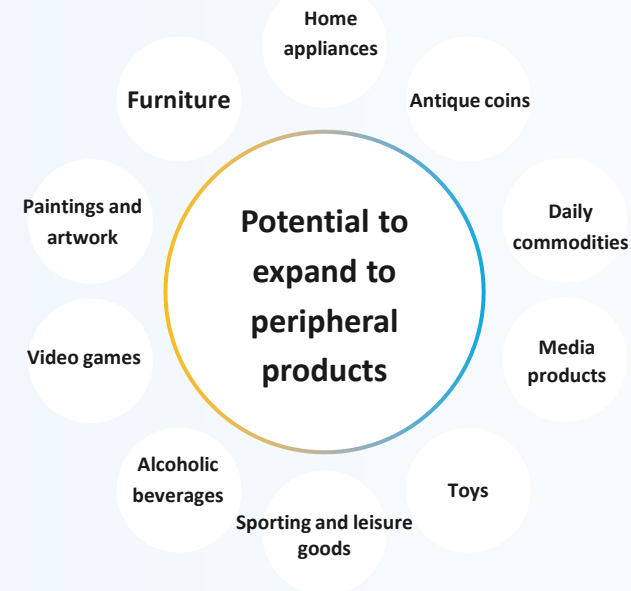 Home
appliances
Furniture
Antique coins
Paintings and
artwork
Potential to
expand to
peripheral
products
Daily
commodities
Video games
Media
products
Alcoholic
beverages
Toys
Sporting and leisure
goods